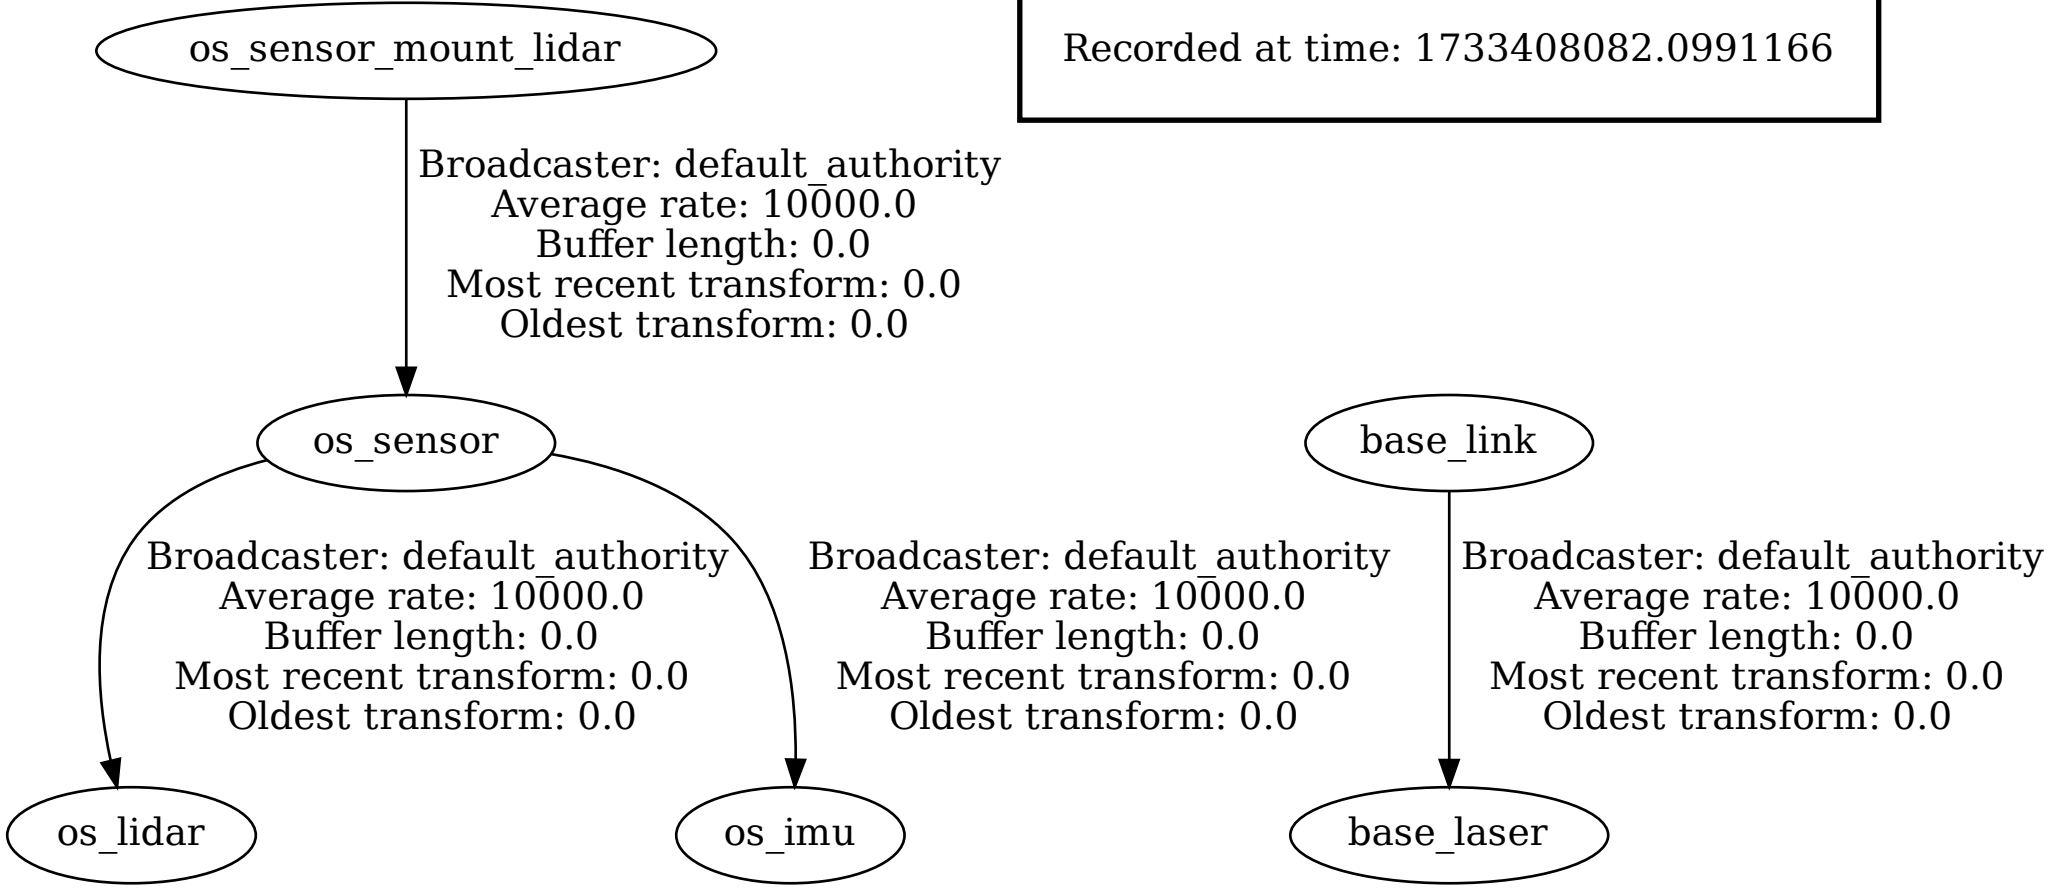 os_sensor_mount_lidar
Recorded at time: 1733408082.0991166
Broadcaster: default_authority
Average rate: 10000.0
Buffer length: 0.0
Most recent transform: 0.0
Oldest transform: 0.0
os_sensor
base_link
Broadcaster: default_authority
Average rate: 10000.0
Buffer length: 0.0
Most recent transform: 0.0
Oldest transform: 0.0
Broadcaster: default_authority
Average rate: 10000.0
Buffer length: 0.0
Most recent transform: 0.0
Oldest transform: 0.0
Broadcaster: default_authority
Average rate: 10000.0
Buffer length: 0.0
Most recent transform: 0.0
Oldest transform: 0.0
os_lidar
os_imu
base_laser